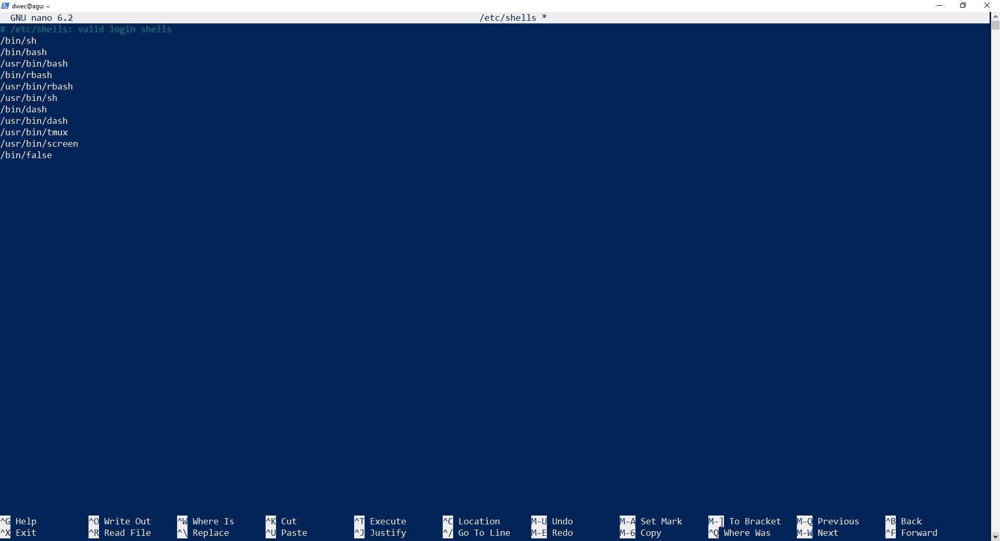 dwec@agu: ~
GNU nano 6.2 /etc/shells *
# /etc/shells: valid login shells
/bin/sh
/bin/bash
/usr/bin/bash
/bin/rbash
/usr/bin/rbash
/usr/bin/sh
/bin/dash
/usr/bin/dash
/usr/bin/tmux
/usr/bin/screen
/bin/false
^G Help ^O Write Out ^W Where Is ^K Cut ^T Execute ^C Location M-U Undo M-A Set Mark M-] To Bracket M-Q Previous ^B Back
^X Exit ^R Read File ^\ Replace ^U Paste ^J Justify ^/ Go To Line M-E Redo M-6 Copy ^Q Where Was M-W Next ^F Forward